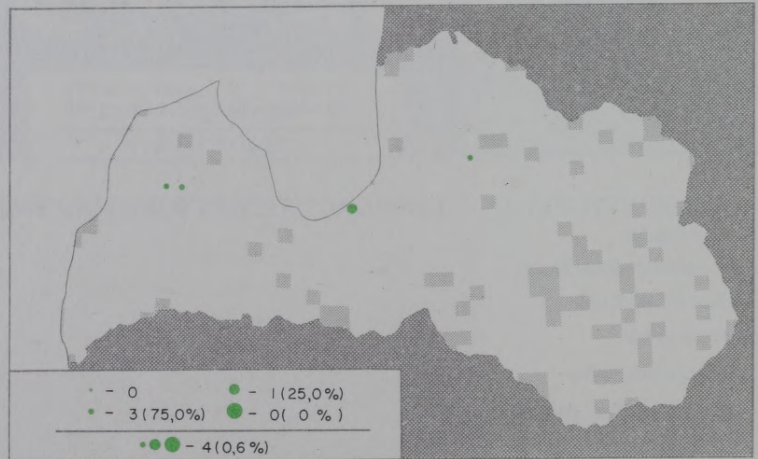 - 0 - 1(25,0%)
- 3(75,0%) - 0( 0 %)
- 4(0,6%)